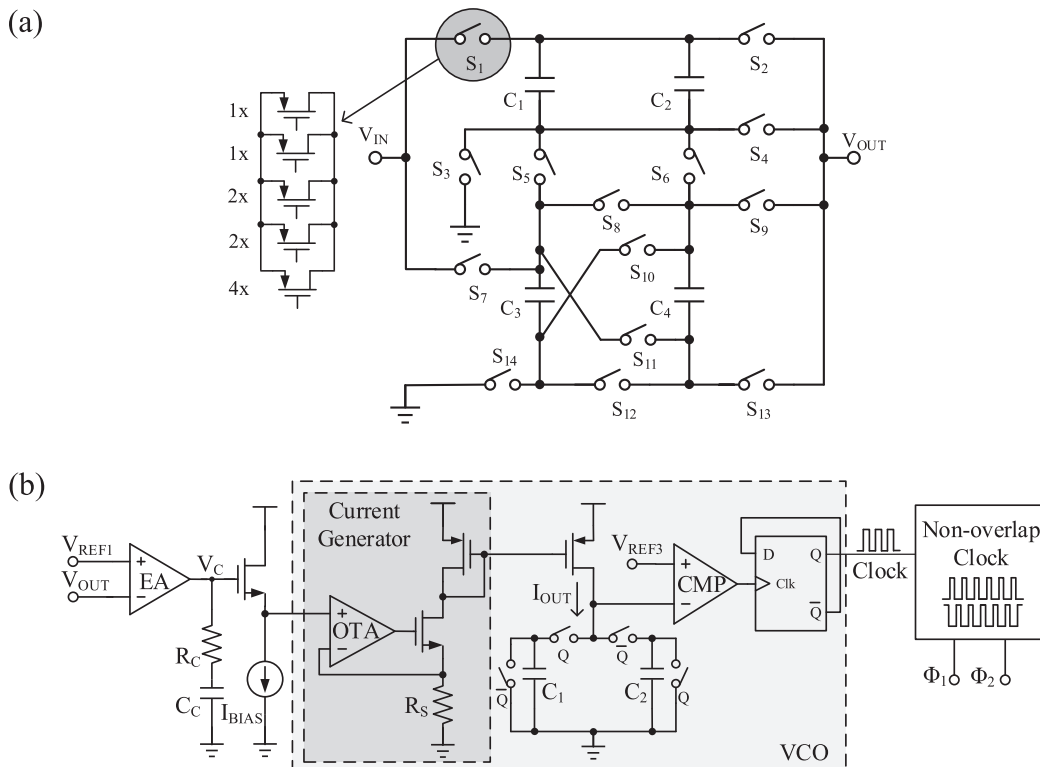 (a)
S1
S2
1x
1x
2x
2x
4x
VIN
C1
C2
S3
S5
S6
S4
VOUT
S8
S9
S7
S10
C3
C4
S11
S14
S12
S13
(b)
VREF1
VOUT
+
−
EA
VC
RC
CC
IBIAS
Current
Generator
+
−
OTA
RS
IOUT
VREF3
+
−
CMP
Q
Q̅
Q̅
C1
C2
Q
D
Q
Clk
Q̅
VCO
Clock
Non-overlap
Clock
Φ1
Φ2